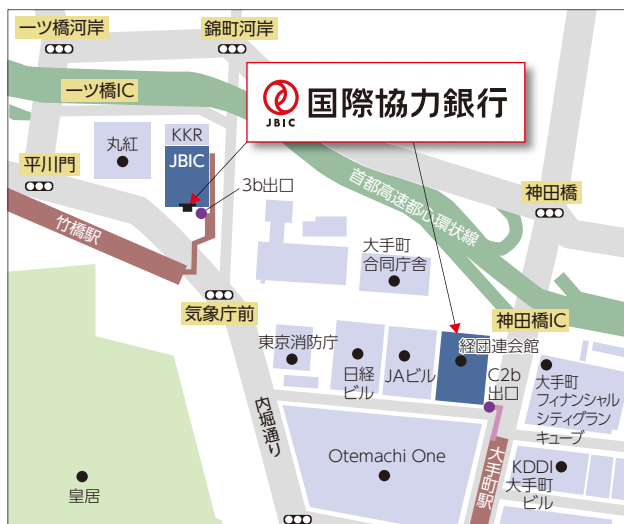 一ツ橋河岸
錦町河岸
一ツ橋IC
JBIC
国際協力銀行
丸紅
KKR
JBIC
平川門
3b出口
竹橋駅
首都高速都心環状線
神田橋
大手町
合同庁舎
気象庁前
神田橋IC
東京消防庁
日経
ビル
JAビル
経団連会館
C2b
出口
大手町
フィナンシャル
シティグラン
キューブ
内堀通り
Otemachi One
大手町駅
KDDI
大手町
ビル
皇居